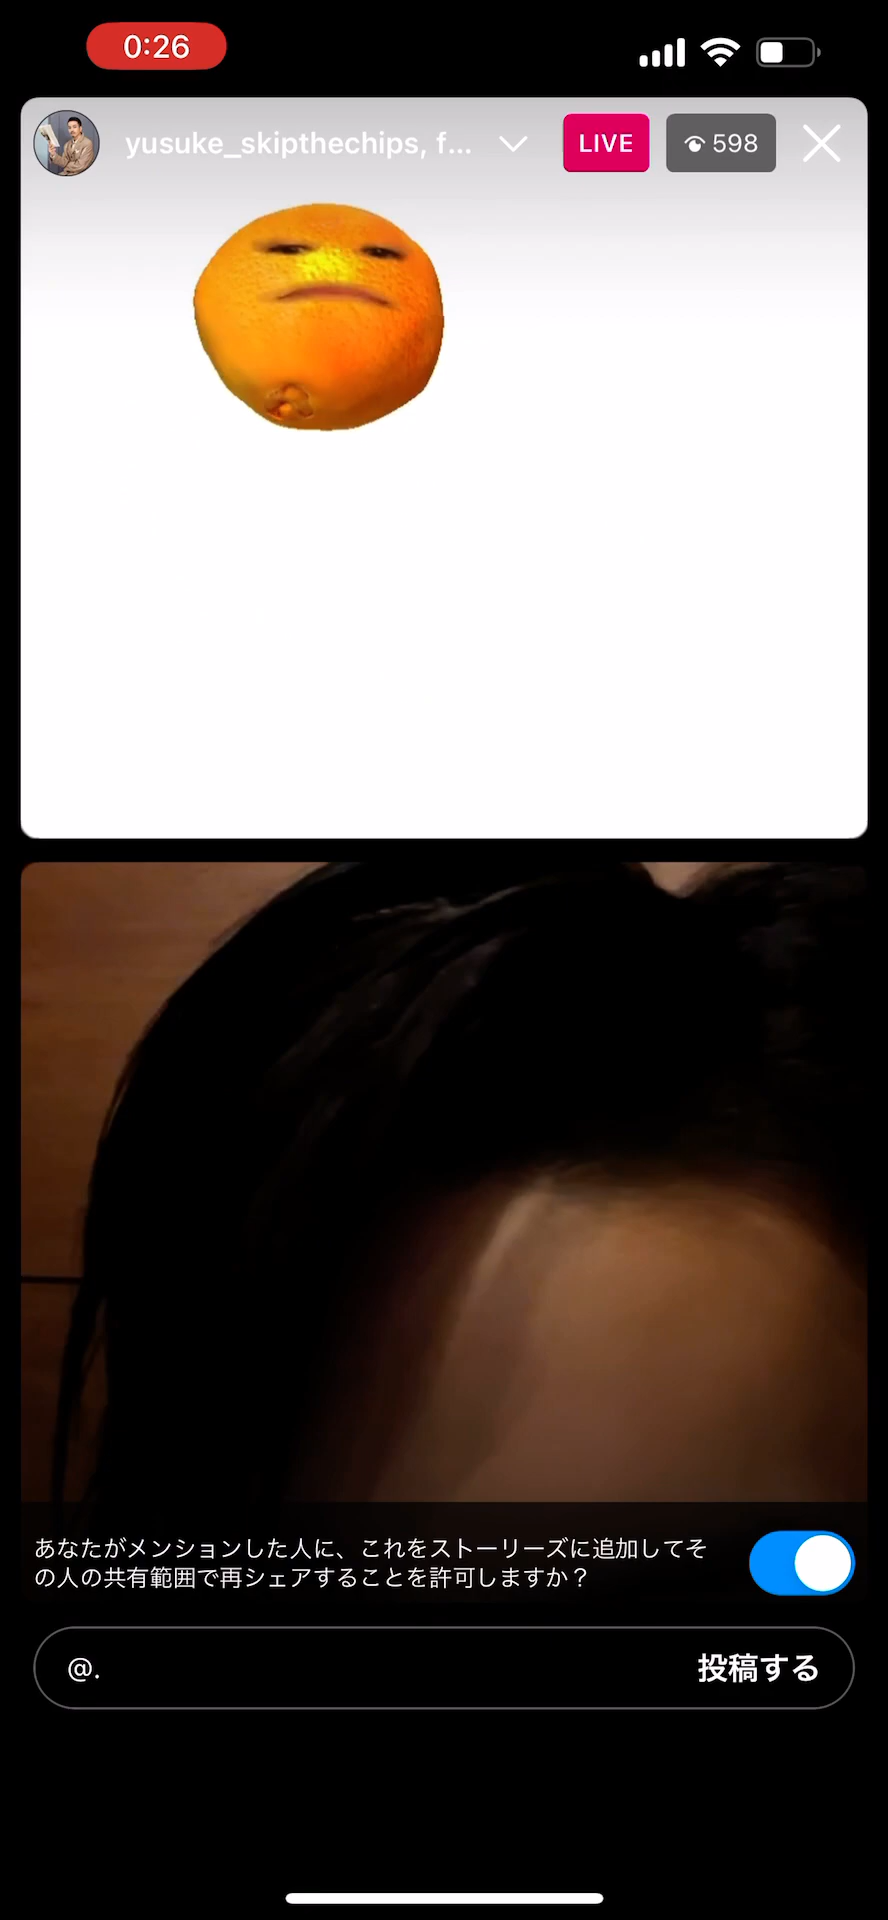 0:26
yusuke_skipthechips, f...
LIVE
598
あなたがメンションした人に、これをストーリーズに追加してそ
の人の共有範囲で再シェアすることを許可しますか？
@.
投稿する